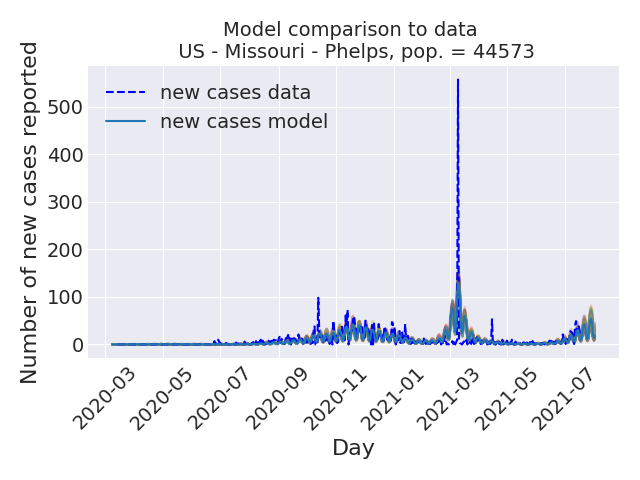 Model comparison to data
US - Missouri - Phelps, pop. = 44573
Number of new cases reported
500
400
300
200
100
0
new cases data
new cases model
2020-03
2020-05
2020-07
2020-09
2020-11
2021-01
2021-03
2021-05
2021-07
Day